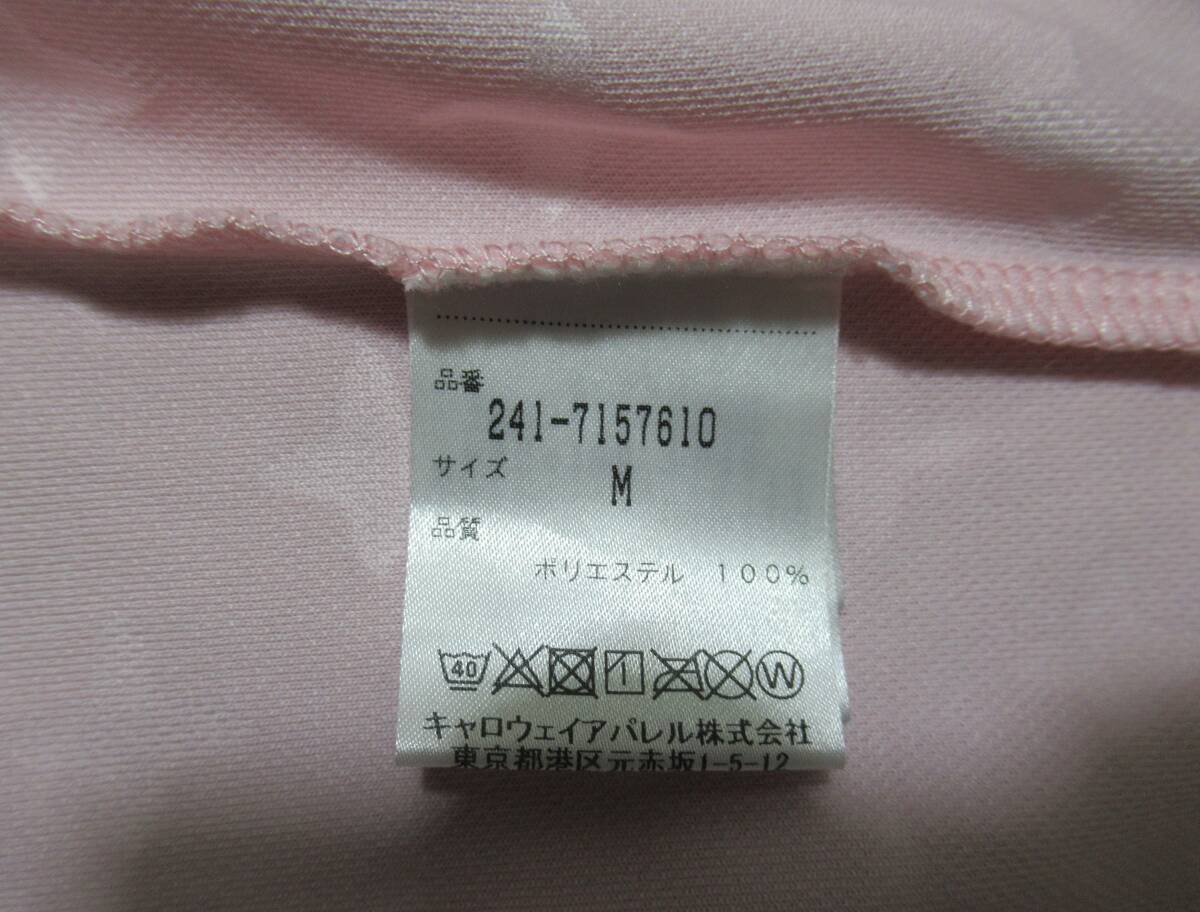 品番
241-7157610
サイズ
M
品質
ポリエステル 100%
40 W
キャロウェイアパレル株式会社
東京都港区元赤坂1-5-12